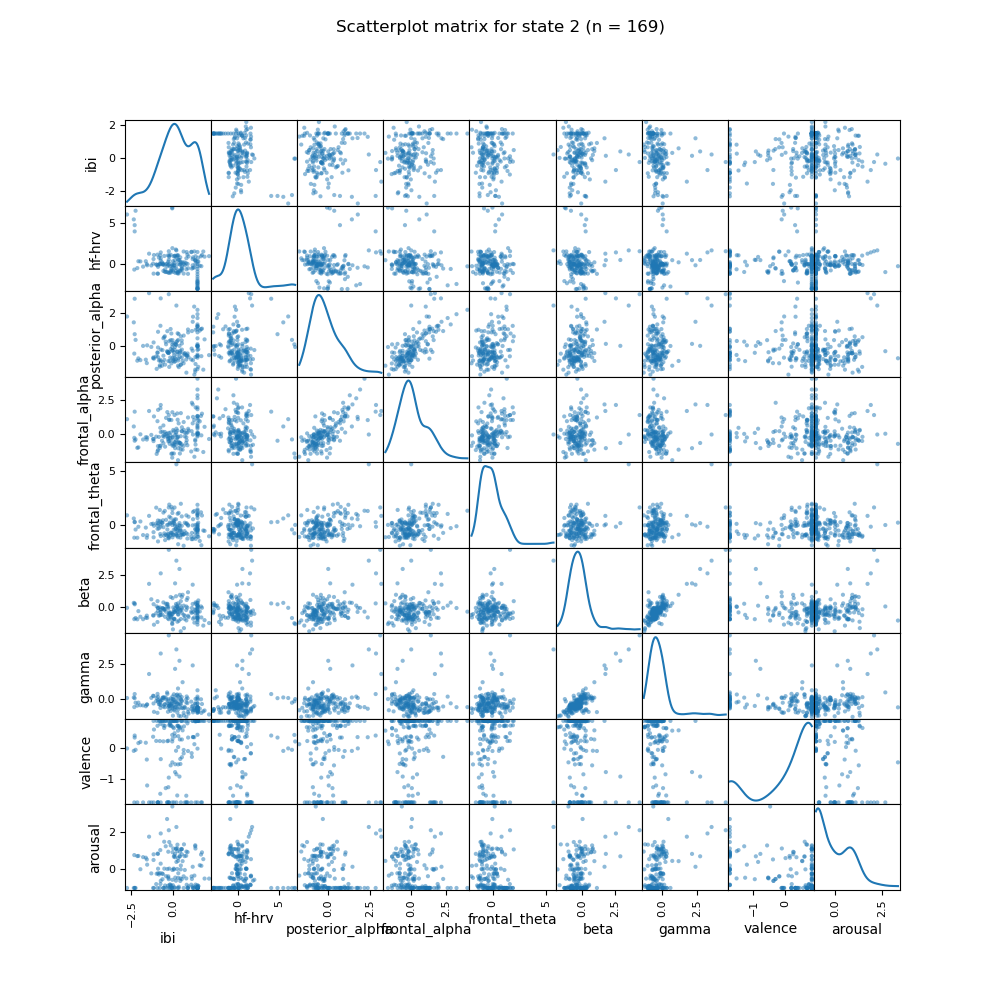 Scatterplot matrix for state 2 (n = 169)
ibi
2
0
-2
hf-hrv
5
0
posterior_alpha
2
0
frontal_alpha
2.5
0.0
frontal_theta
5
0
beta
2.5
0.0
gamma
2.5
0.0
valence
0
−1
arousal
2
0
−2.5 0.0 0 5 0.0 2.5 0.0 2.5 0 5 0.0 2.5 0.0 2.5 −1 0 0.0 2.5
ibi hf-hrv posterior_alpha frontal_alpha frontal_theta beta gamma valence arousal